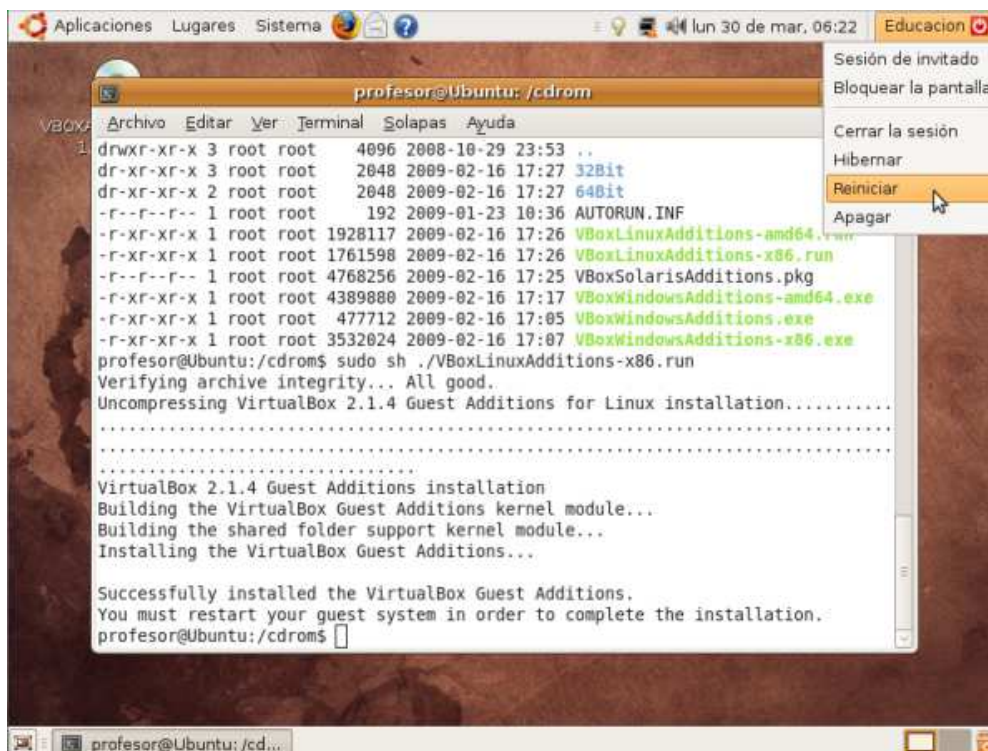 Aplicaciones Lugares Sistema lun 30 de mar, 06:22 Educacion
Sesión de invitado
Bloquear la pantalla
Cerrar la sesión
Hibernar
Reiniciar
Apagar
profesor@Ubuntu: /cdrom
Archivo Editar Ver Terminal Solapas Ayuda
drwxr-xr-x 3 root root 4096 2008-10-29 23:53 ..
dr-xr-xr-x 3 root root 2048 2009-02-16 17:27 32Bit
dr-xr-xr-x 2 root root 2048 2009-02-16 17:27 64Bit
-r--r--r-- 1 root root 192 2009-01-23 10:36 AUTORUN.INF
-r-xr-xr-x 1 root root 1928117 2009-02-16 17:26 VBoxLinuxAdditions-amd64.run
-r-xr-xr-x 1 root root 1761598 2009-02-16 17:26 VBoxLinuxAdditions-x86.run
-r--r--r-- 1 root root 4768256 2009-02-16 17:25 VBoxSolarisAdditions.pkg
-r-xr-xr-x 1 root root 4389880 2009-02-16 17:17 VBoxWindowsAdditions-amd64.exe
-r-xr-xr-x 1 root root 477712 2009-02-16 17:05 VBoxWindowsAdditions.exe
-r-xr-xr-x 1 root root 3532024 2009-02-16 17:07 VBoxWindowsAdditions-x86.exe
profesor@Ubuntu:/cdrom$ sudo sh ./VBoxLinuxAdditions-x86.run
Verifying archive integrity... All good.
Uncompressing VirtualBox 2.1.4 Guest Additions for Linux installation...........
................................................................................
................................................................................
................................
VirtualBox 2.1.4 Guest Additions installation
Building the VirtualBox Guest Additions kernel module...
Building the shared folder support kernel module...
Installing the VirtualBox Guest Additions...
Successfully installed the VirtualBox Guest Additions.
You must restart your guest system in order to complete the installation.
profesor@Ubuntu:/cdrom$
profesor@Ubuntu: /cd...